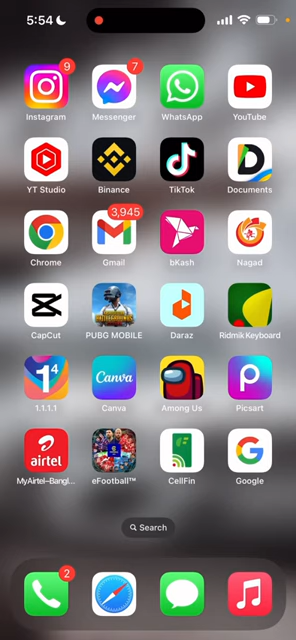 5:54
9
7
Instagram
Messenger
WhatsApp
YouTube
YT Studio
Binance
TikTok
Documents
3,945
Chrome
Gmail
bKash
Nagad
CapCut
PUBG MOBILE
Daraz
Ridmik Keyboard
1⁴
Canva
1.1.1.1
Canva
Among Us
Picsart
airtel
MyAirtel–Bangl...
eFootball™
CellFin
Google
Search
2